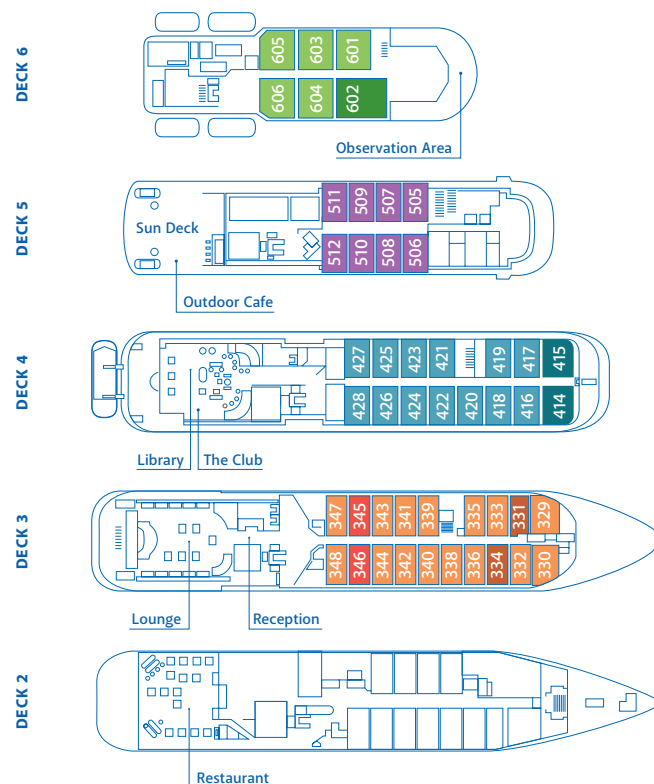 DECK 6
605 603 601
606 604 602
Observation Area
DECK 5
511 509 507 505
Sun Deck
512 510 508 506
Outdoor Cafe
DECK 4
427 425 423 421 419 417 415
428 426 424 422 420 418 416 414
Library The Club
DECK 3
347 345 343 341 339 335 333 331 329
348 346 344 342 340 338 336 334 332 330
Lounge Reception
DECK 2
Restaurant